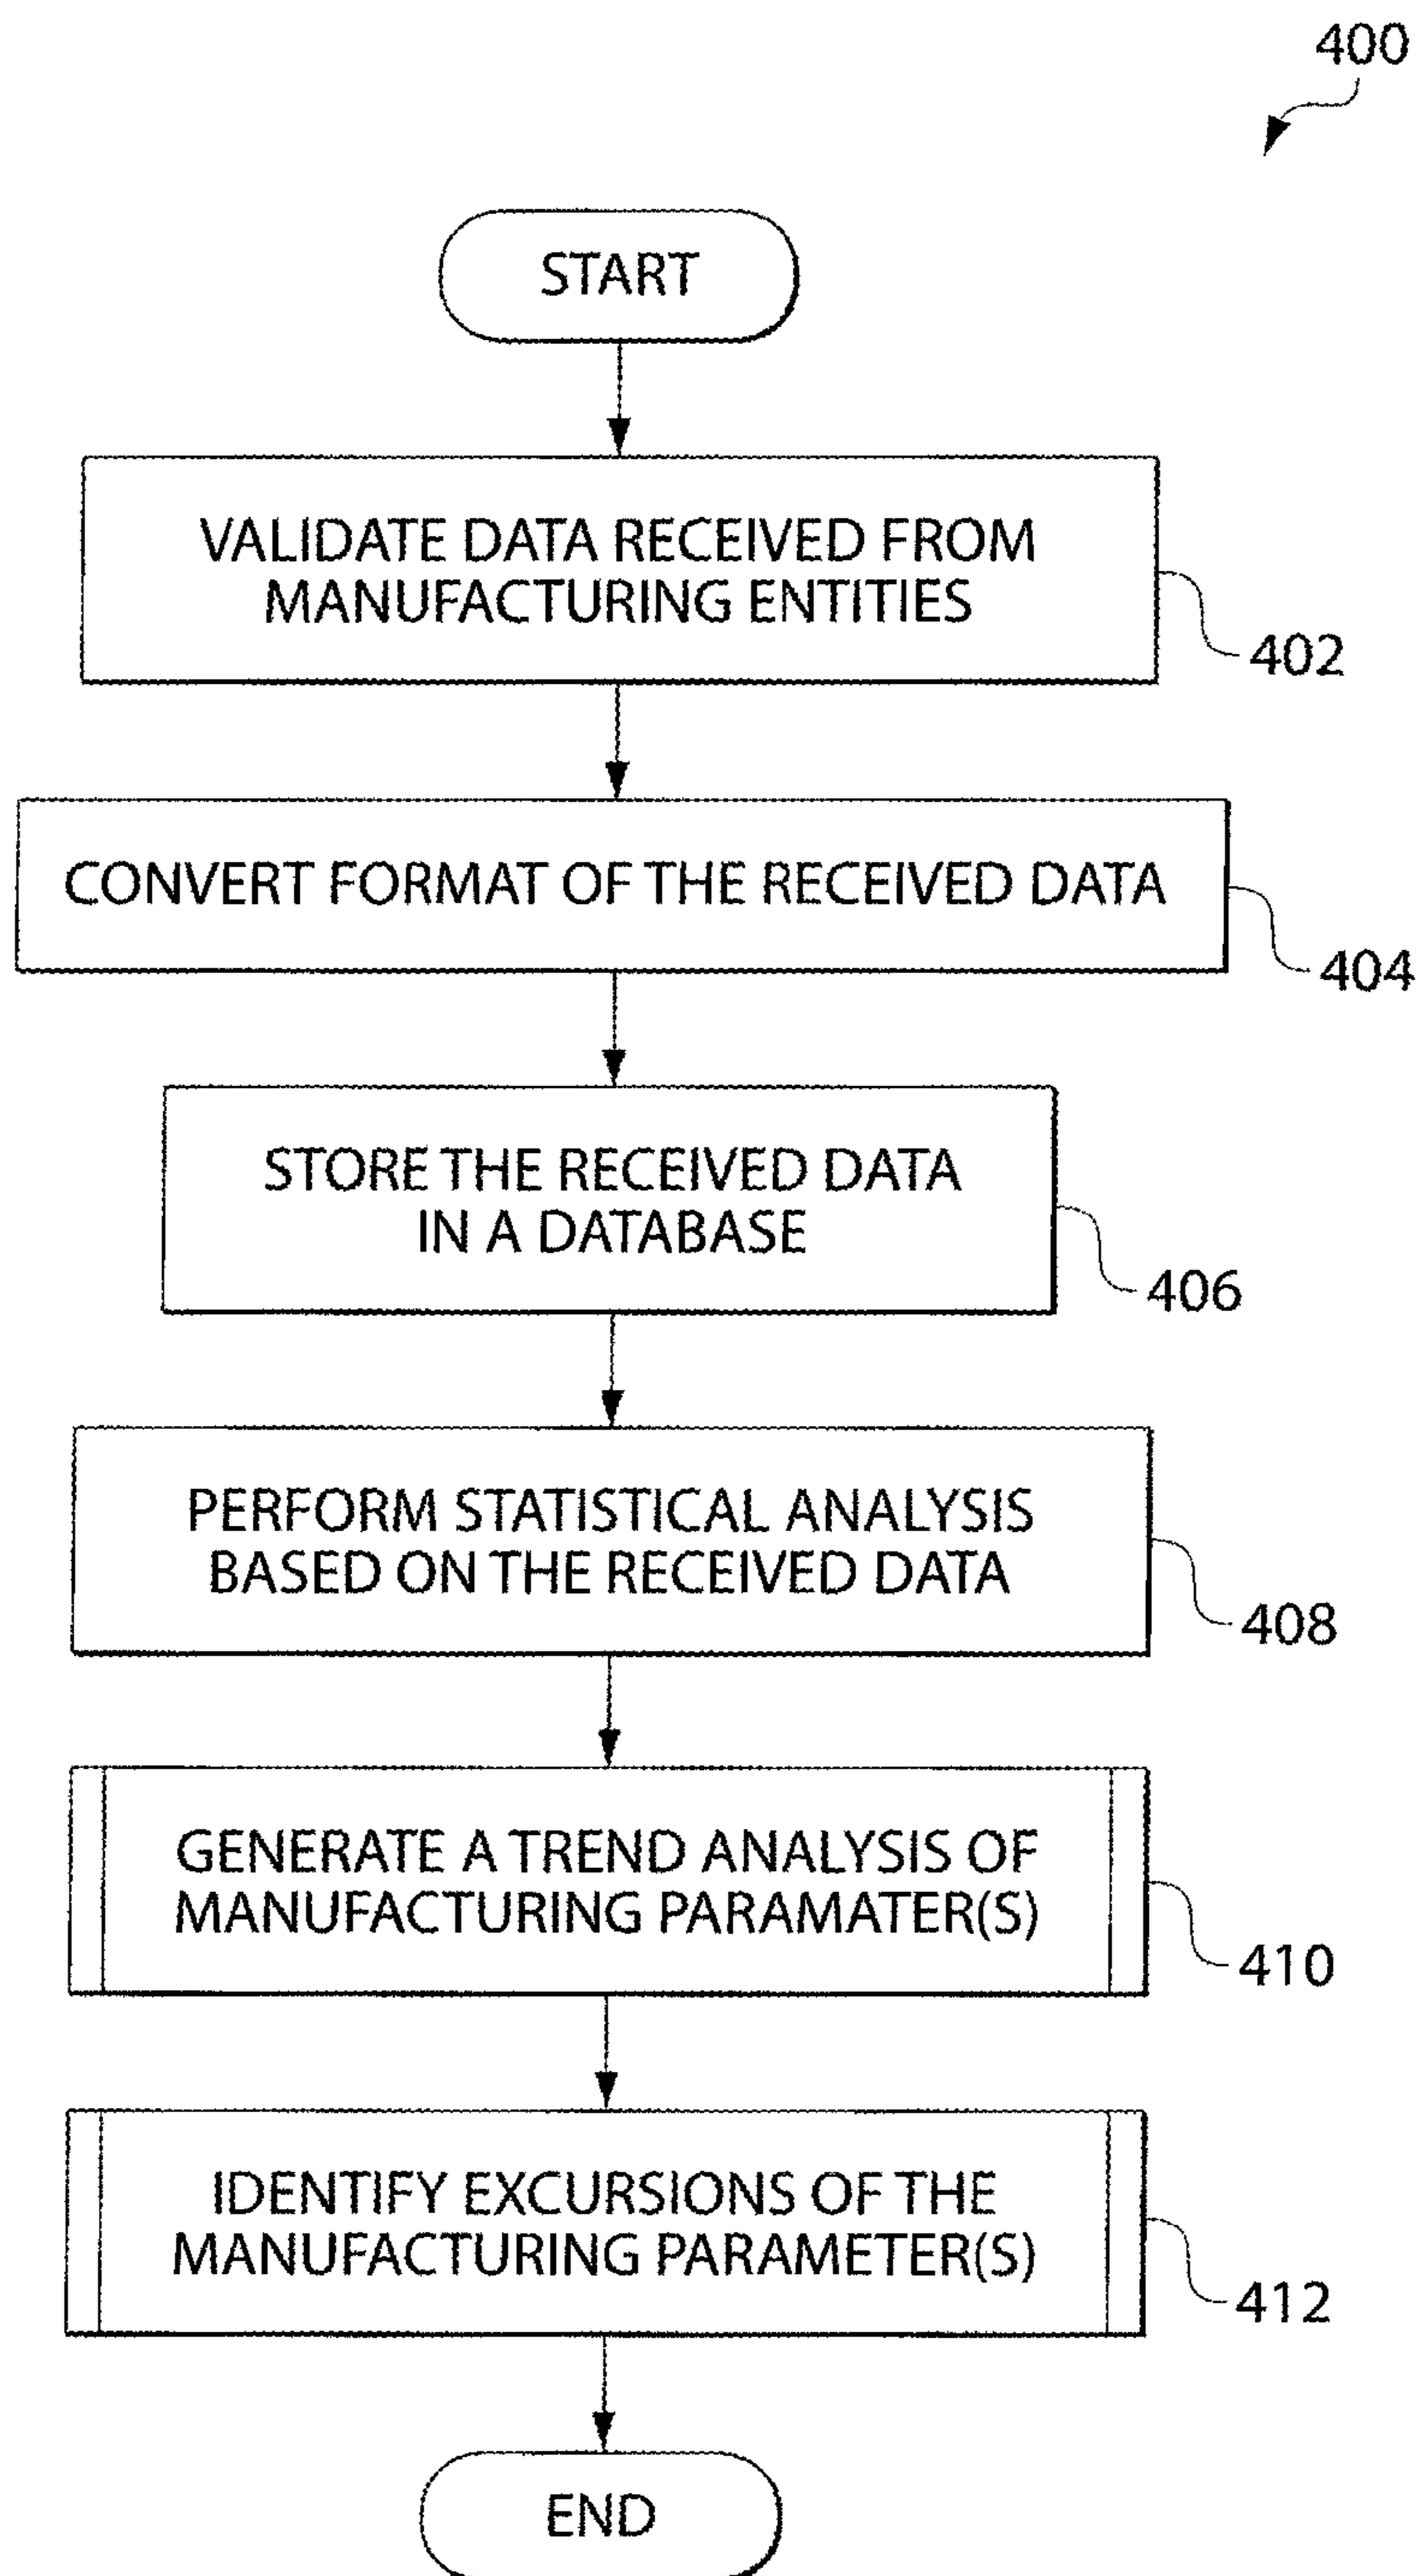 400
START
VALIDATE DATA RECEIVED FROM
MANUFACTURING ENTITIES
402
CONVERT FORMAT OF THE RECEIVED DATA
404
STORE THE RECEIVED DATA
IN A DATABASE
406
PERFORM STATISTICAL ANALYSIS
BASED ON THE RECEIVED DATA
408
GENERATE A TREND ANALYSIS OF
MANUFACTURING PARAMATER(S)
410
IDENTIFY EXCURSIONS OF THE
MANUFACTURING PARAMETER(S)
412
END